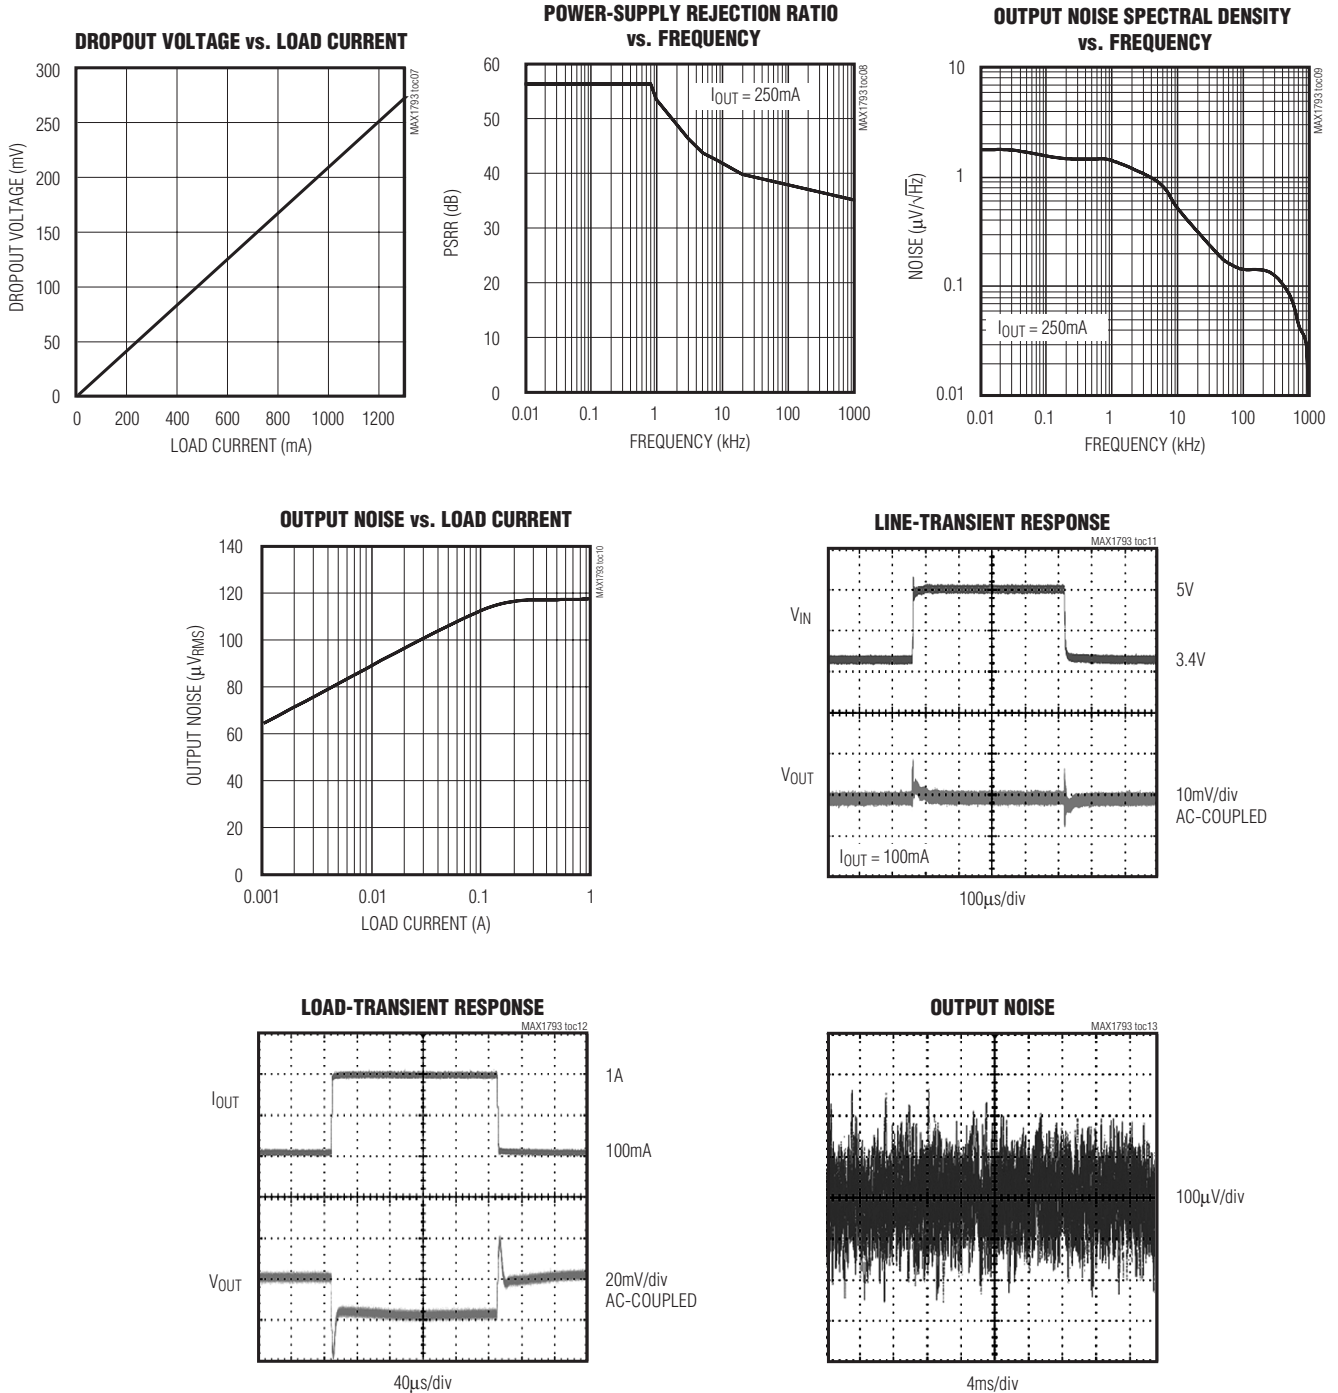 DROPOUT VOLTAGE vs. LOAD CURRENT
MAX1793 toc07
DROPOUT VOLTAGE (mV)
300
250
200
150
100
50
0
0 200 400 600 800 1000 1200
LOAD CURRENT (mA)
POWER-SUPPLY REJECTION RATIO
vs. FREQUENCY
MAX1793 toc08
IOUT = 250mA
PSRR (dB)
60
50
40
30
20
10
0
0.01 0.1 1 10 100 1000
FREQUENCY (kHz)
OUTPUT NOISE SPECTRAL DENSITY
vs. FREQUENCY
MAX1793 toc09
NOISE (μV/√Hz)
10
1
0.1
0.01
IOUT = 250mA
0.01 0.1 1 10 100 1000
FREQUENCY (kHz)
OUTPUT NOISE vs. LOAD CURRENT
MAX1793 toc10
OUTPUT NOISE (μVRMS)
140
120
100
80
60
40
20
0
0.001 0.01 0.1 1
LOAD CURRENT (A)
LINE-TRANSIENT RESPONSE
MAX1793 toc11
VIN
5V
3.4V
VOUT
10mV/div
AC-COUPLED
IOUT = 100mA
100μs/div
LOAD-TRANSIENT RESPONSE
MAX1793 toc12
IOUT
1A
100mA
VOUT
20mV/div
AC-COUPLED
40μs/div
OUTPUT NOISE
MAX1793 toc13
100μV/div
4ms/div